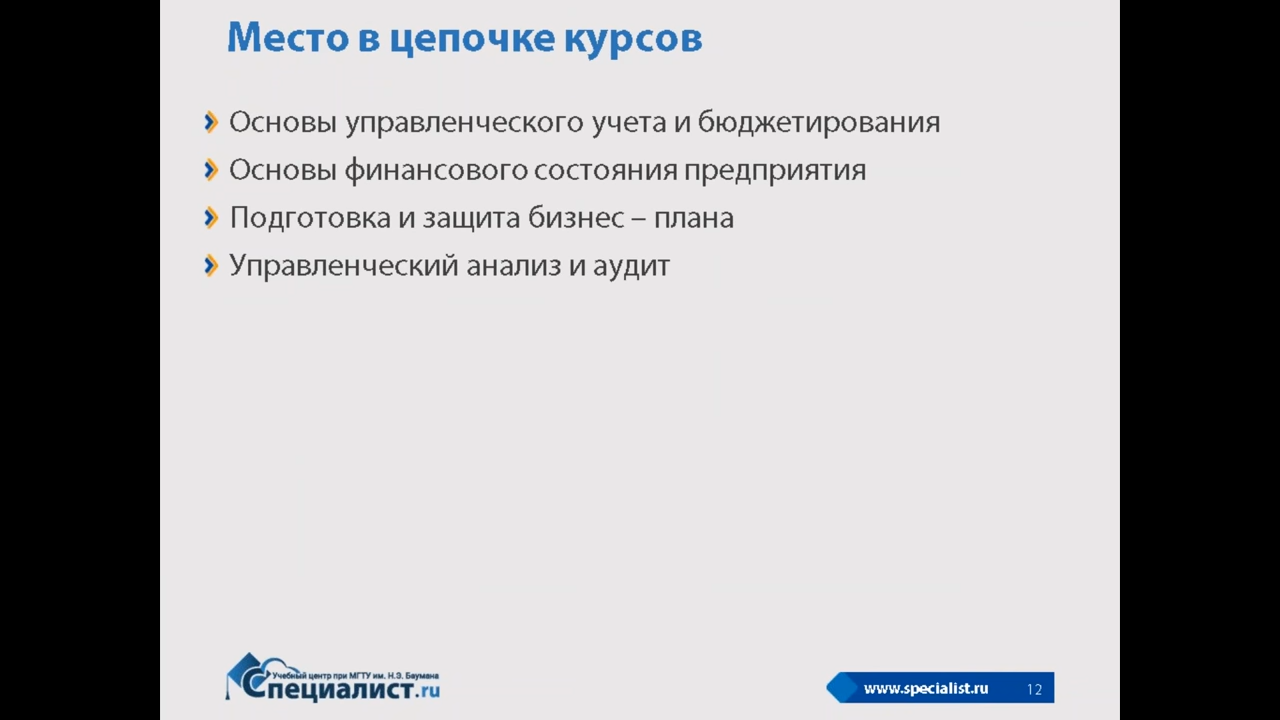 Место в цепочке курсов
Основы управленческого учета и бюджетирования
Основы финансового состояния предприятия
Подготовка и защита бизнес – плана
Управленческий анализ и аудит
Учебный центр при МГТУ им. Н.Э. Баумана
Специалист.ru
www.specialist.ru 12